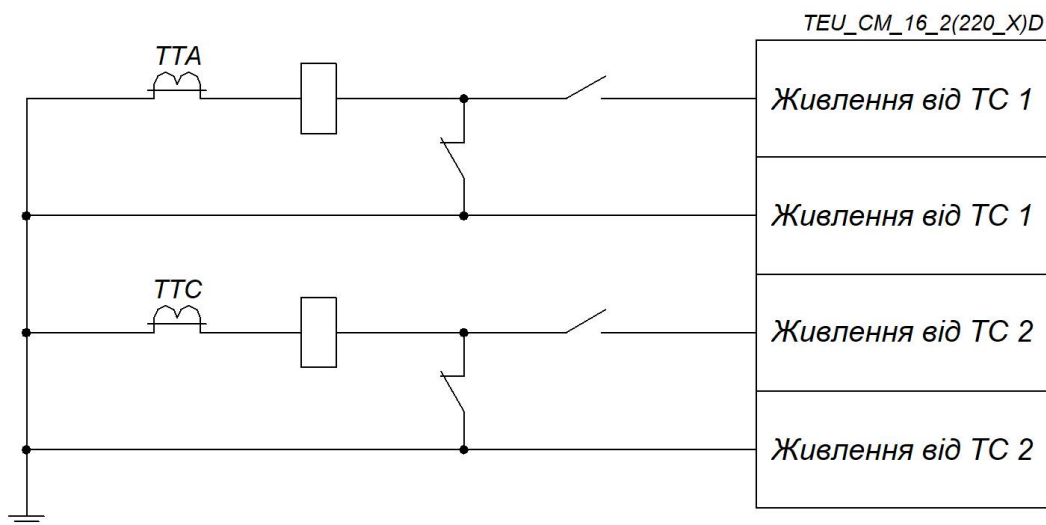 TEU_CM_16_2(220_X)D
TTA
Живлення від ТС 1
Живлення від ТС 1
TTC
Живлення від ТС 2
Живлення від ТС 2